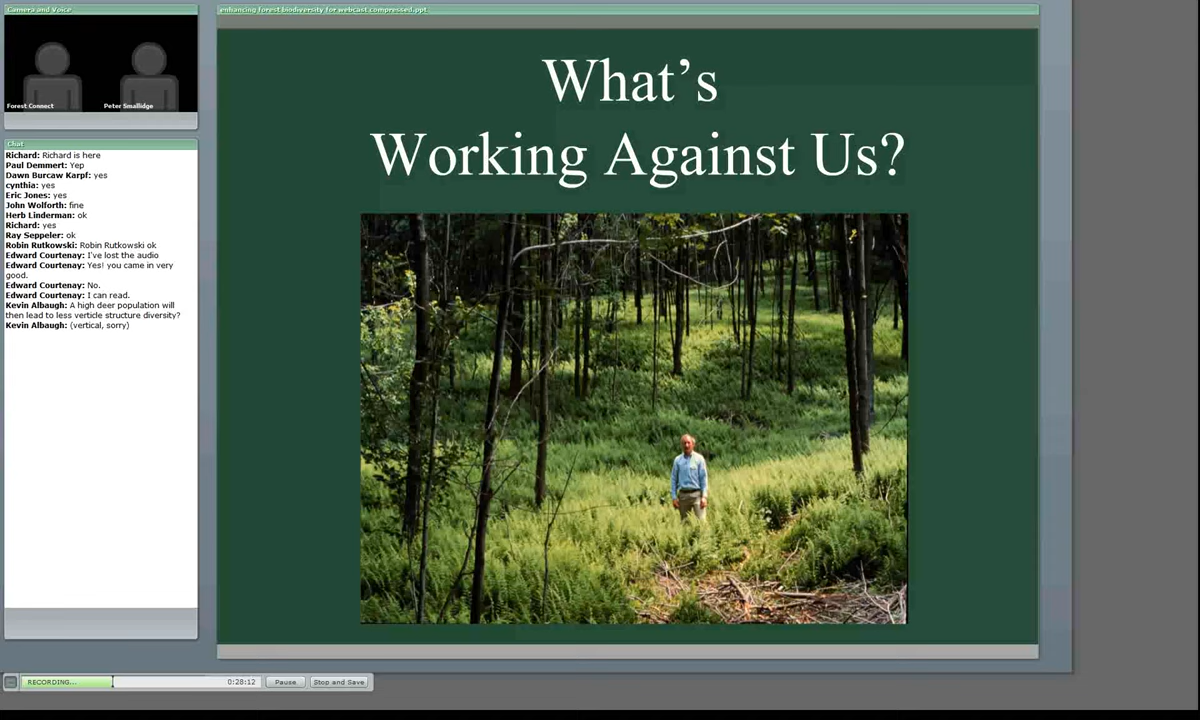 Camera and Voice
Forest Connect
Peter Smallidge
Chat
Richard: Richard is here
Paul Demmert: Yep
Dawn Burcaw Karpf: yes
cynthia: yes
Eric Jones: yes
John Wolforth: fine
Herb Linderman: ok
Richard: yes
Ray Seppeler: ok
Robin Rutkowski: Robin Rutkowski ok
Edward Courtenay: I've lost the audio
Edward Courtenay: Yes! you came in very
good.
Edward Courtenay: No.
Edward Courtenay: I can read.
Kevin Albaugh: A high deer population will
then lead to less verticle structure diversity?
Kevin Albaugh: (vertical, sorry)
enhancing forest biodiversity for webcast compressed.ppt
What's
Working Against Us?
RECORDING...
0:28:12
Pause
Stop and Save